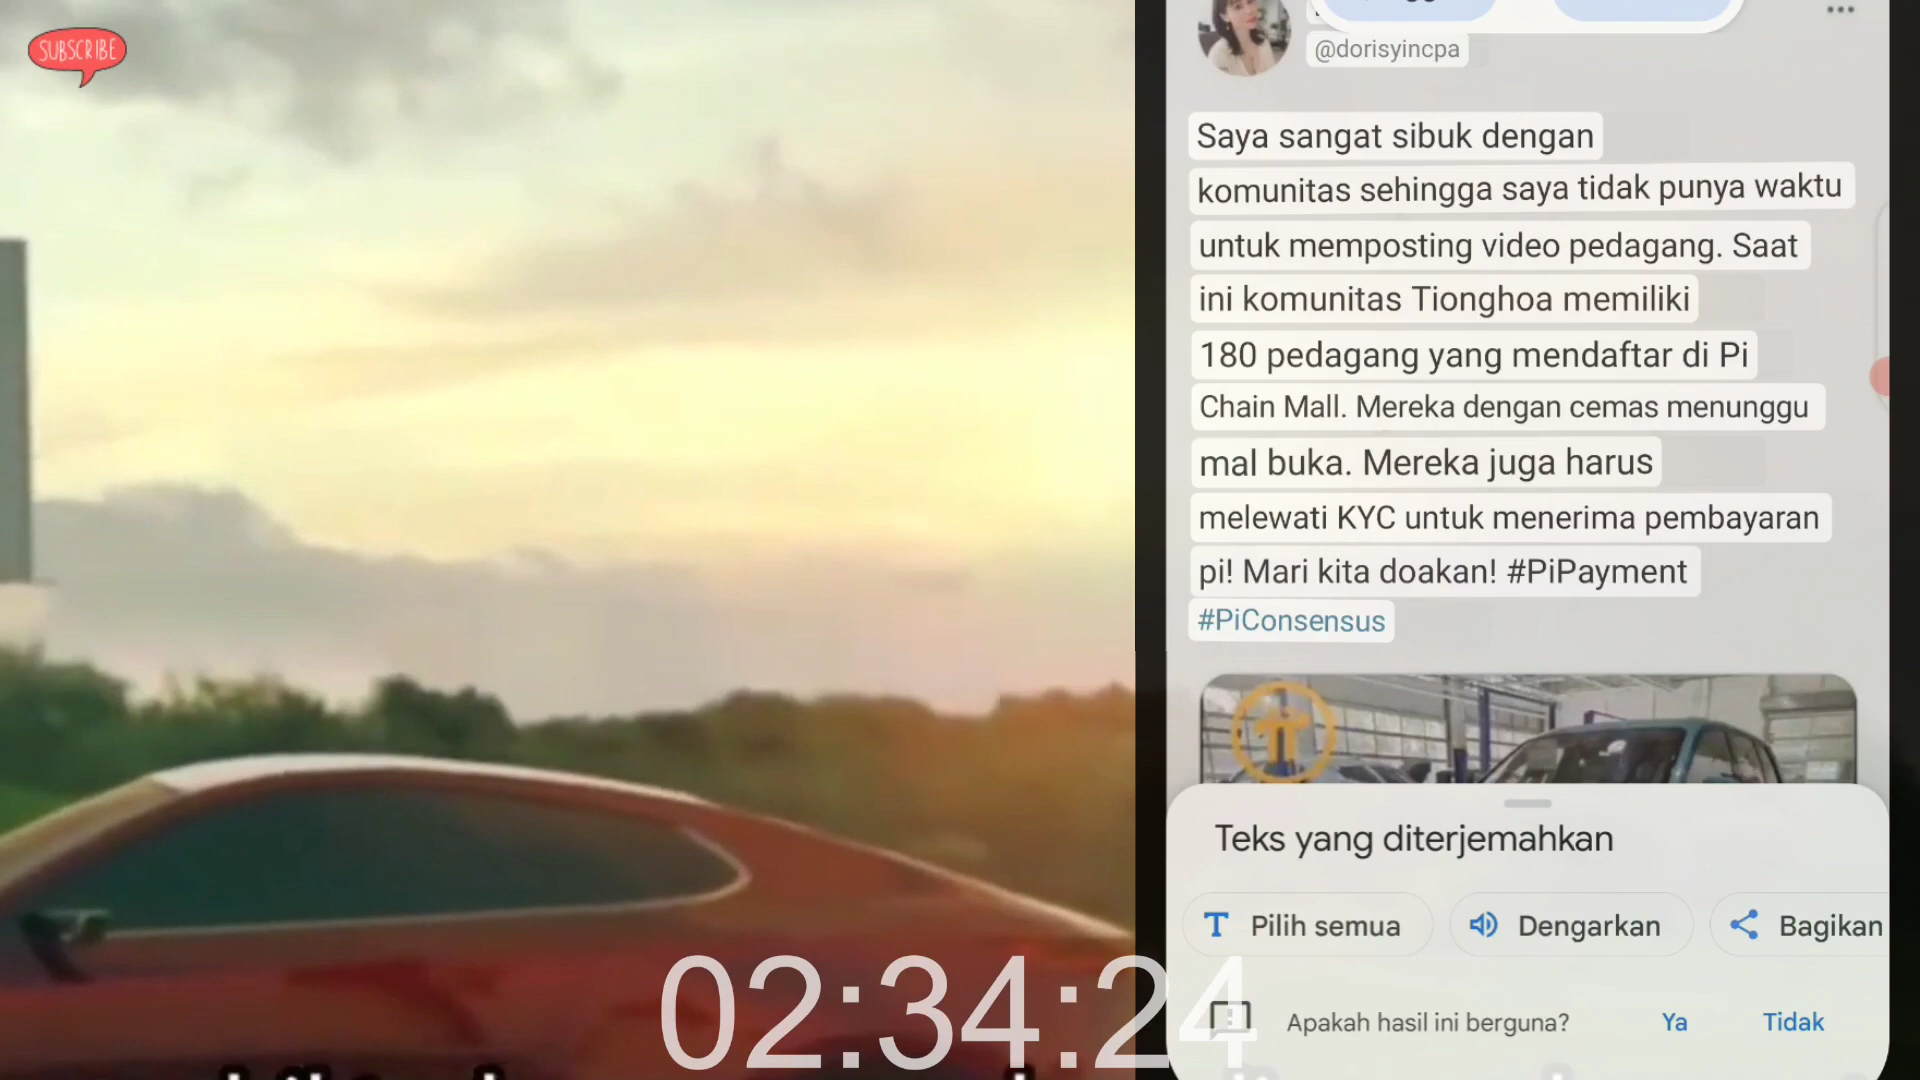 SUBSCRIBE
@dorisyincpa
Saya sangat sibuk dengan
komunitas sehingga saya tidak punya waktu
untuk memposting video pedagang. Saat
ini komunitas Tionghoa memiliki
180 pedagang yang mendaftar di Pi
Chain Mall. Mereka dengan cemas menunggu
mal buka. Mereka juga harus
melewati KYC untuk menerima pembayaran
pi! Mari kita doakan! #PiPayment
#PiConsensus
Teks yang diterjemahkan
Pilih semua
Dengarkan
Bagikan
02:34:24
Apakah hasil ini berguna?
Ya
Tidak